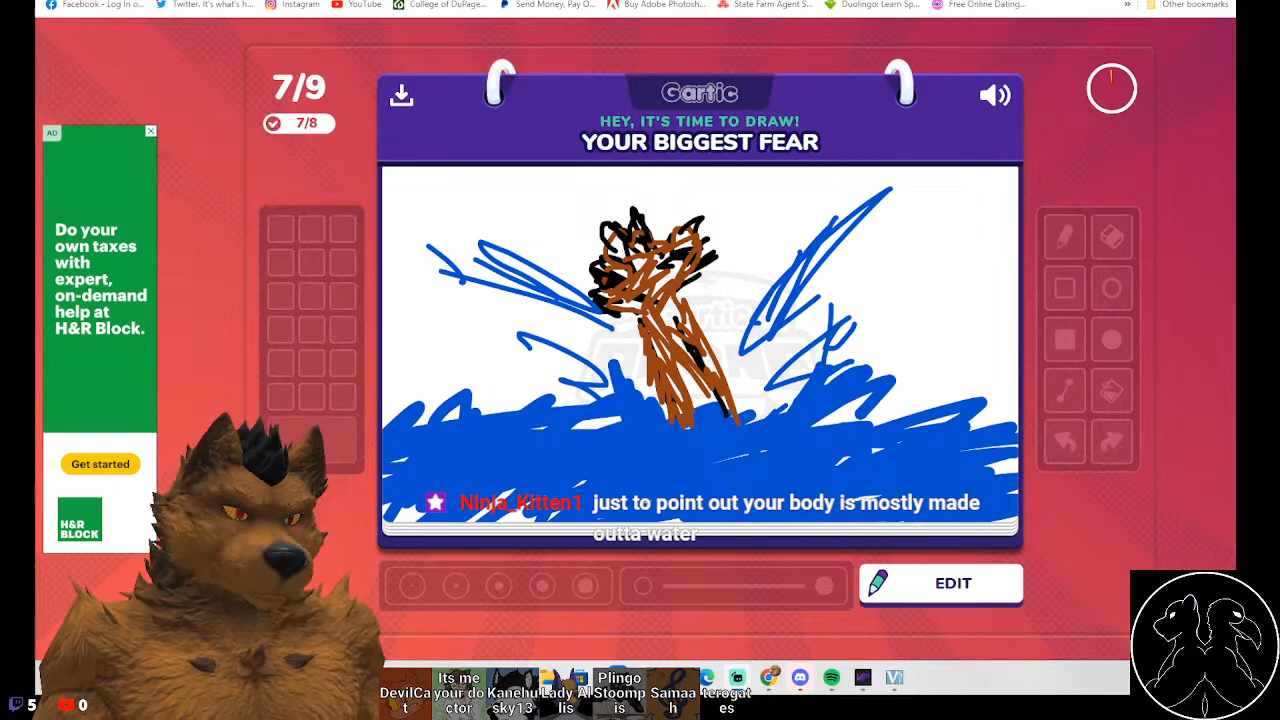 Facebook - Log In o...
Twitter. It's what's h...
Instagram
YouTube
College of DuPage...
Send Money, Pay O...
Buy Adobe Photosh...
State Farm Agent S...
Duolingo: Learn Sp...
Free Online Dating...
»
Other bookmarks
7/9
7/8
Gartic
HEY, IT'S TIME TO DRAW!
YOUR BIGGEST FEAR
AD
Do your
own taxes
with
expert,
on-demand
help at
H&R Block.
Get started
H&R
BLOCK
Ninja_Kitten1 just to point out your body is mostly made
outta water
EDIT
DevilCa
t
Its me
your do
ctor
Kanehu
sky13
Lady Al
lis
Plingo
Stoomp
is
Samaa
h
terogat
es
5
0